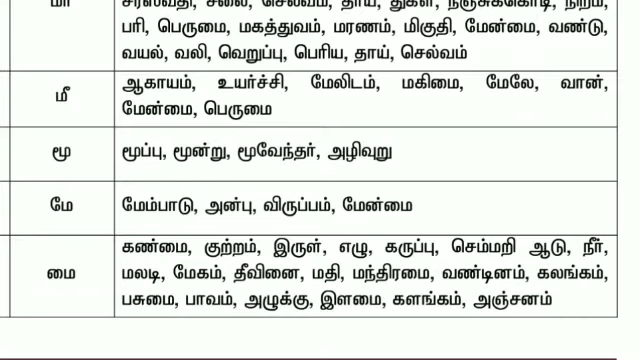 மா
சரஸ்வதி, சீலை, செல்வம், தாய், துகள், நஞ்சுக்கொடி, நிறம்,
பரி, பெருமை, மகத்துவம், மரணம், மிகுதி, மேன்மை, வண்டு,
வயல், வலி, வெறுப்பு, பெரிய, தாய், செல்வம்
மீ
ஆகாயம், உயர்ச்சி, மேலிடம், மகிமை, மேலே, வான்,
மேன்மை, பெருமை
மூ
மூப்பு, மூன்று, மூவேந்தர், அழிவுறு
மே
மேம்பாடு, அன்பு, விருப்பம், மேன்மை
மை
கண்மை, குற்றம், இருள், எழு, கருப்பு, செம்மறி ஆடு, நீர்,
மலடி, மேகம், தீவினை, மதி, மந்திரமை, வண்டினம், கலங்கம்,
பசுமை, பாவம், அழுக்கு, இளமை, களங்கம், அஞ்சனம்